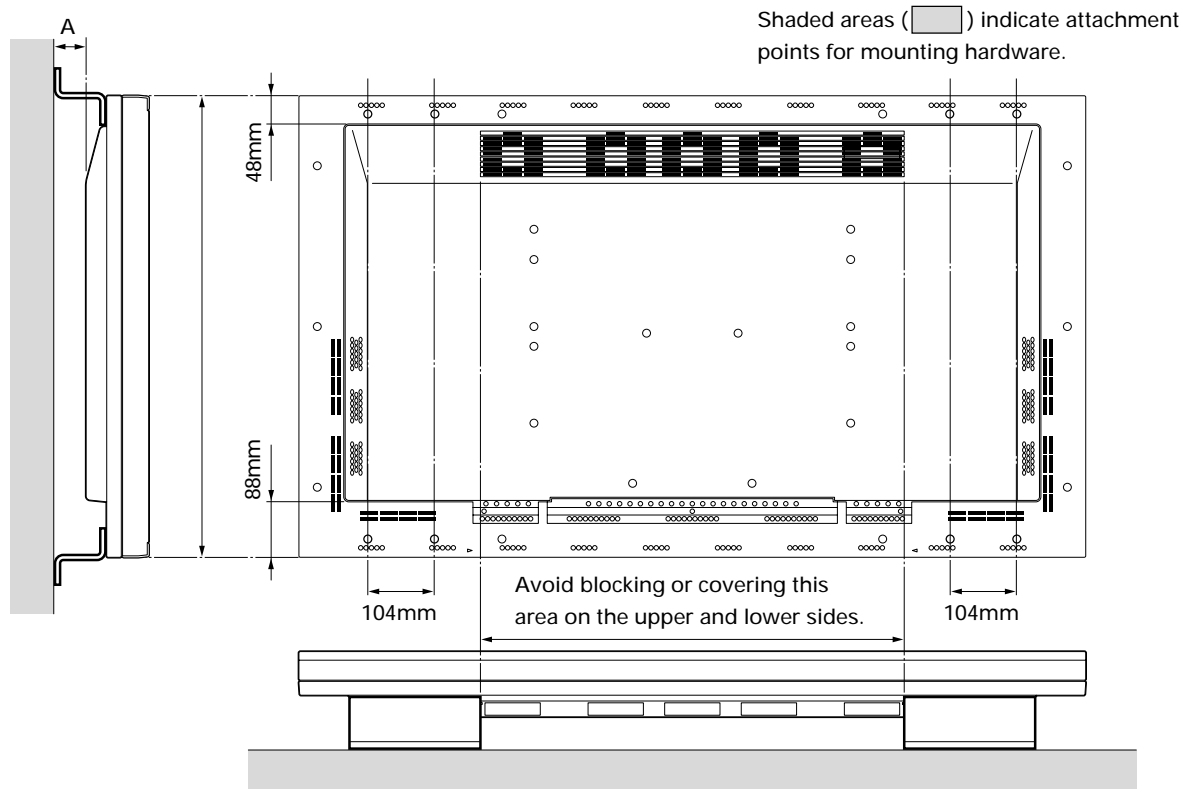 Shaded areas ( ) indicate attachment
points for mounting hardware.
A
48mm
88mm
104mm
Avoid blocking or covering this
area on the upper and lower sides.
104mm